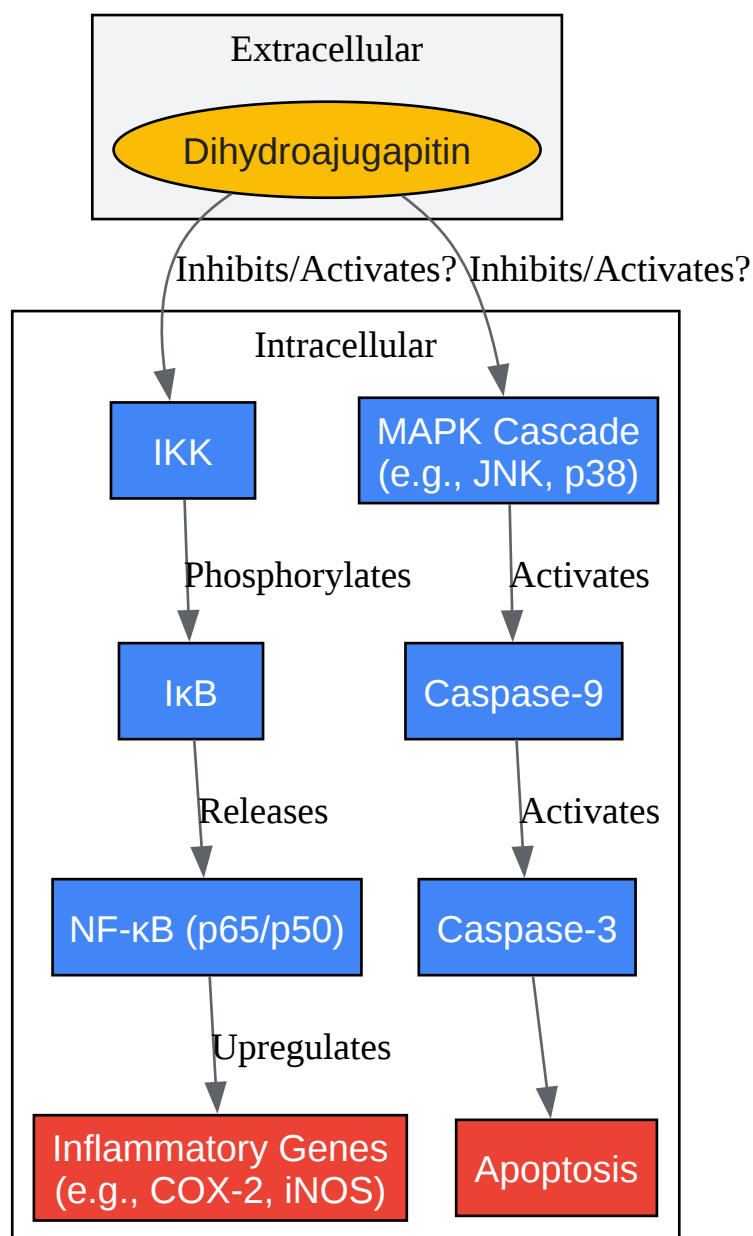 Extracellular
Dihydroajugapitin
Inhibits/Activates? Inhibits/Activates?
Intracellular
IKK
MAPK Cascade
(e.g., JNK, p38)
Phosphorylates
Activates
IκB
Caspase-9
Releases
Activates
NF-κB (p65/p50)
Caspase-3
Upregulates
Inflammatory Genes
(e.g., COX-2, iNOS)
Apoptosis